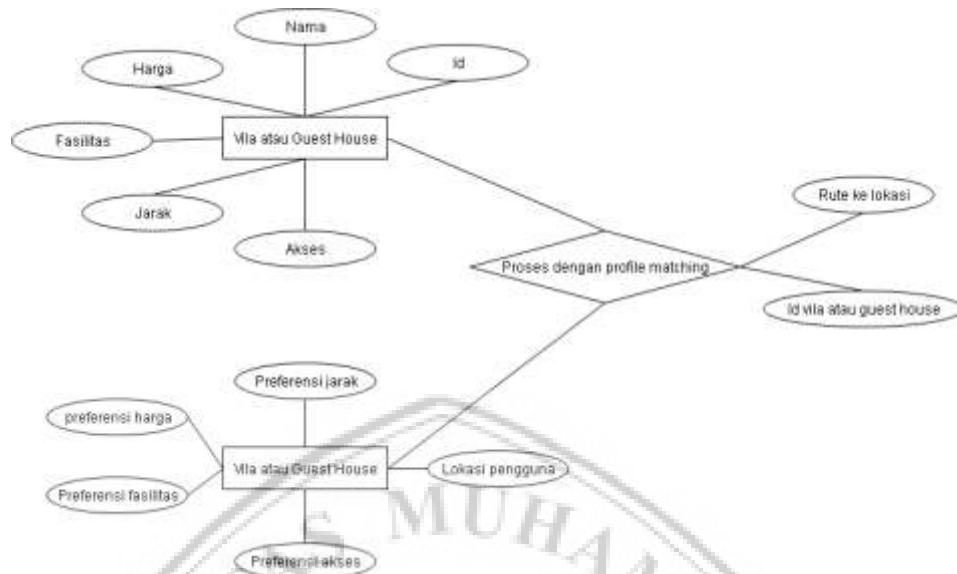 Nama
Harga
Id
Fasilitas
Vila atau Guest House
Jarak
Akses
Rute ke lokasi
Proses dengan profile matching
Id vila atau guest house
Preferensi jarak
preferensi harga
Vila atau Guest House
Lokasi pengguna
Preferensi fasilitas
Preferensi akses
S MUHA